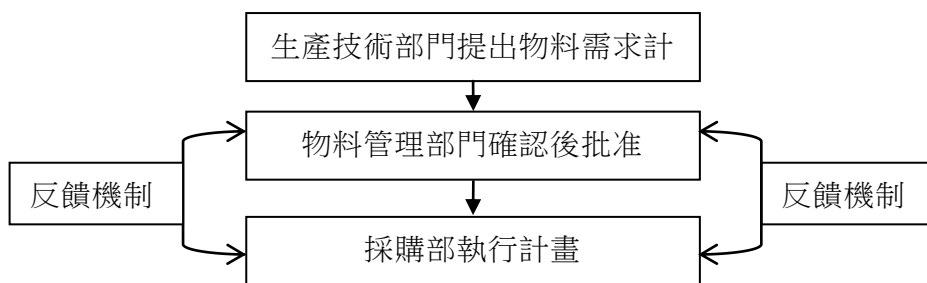 生產技術部門提出物料需求計
物料管理部門確認後批准
反饋機制
反饋機制
採購部執行計畫